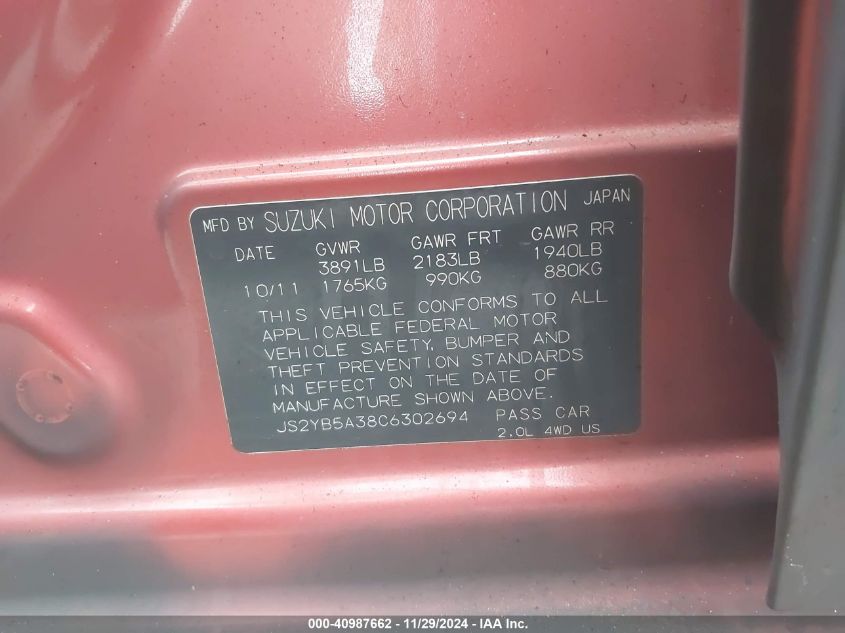 MFD BY SUZUKI MOTOR CORPORATION JAPAN
DATE GVWR GAWR FRT GAWR RR
3891LB 2183LB 1940LB
10/11 1765KG 990KG 880KG
THIS VEHICLE CONFORMS TO ALL
APPLICABLE FEDERAL MOTOR
VEHICLE SAFETY, BUMPER AND
THEFT PREVENTION STANDARDS
IN EFFECT ON THE DATE OF
MANUFACTURE SHOWN ABOVE.
JS2YB5A38C6302694 PASS CAR
2.0L 4WD US
000-40987662 - 11/29/2024 - IAA Inc.